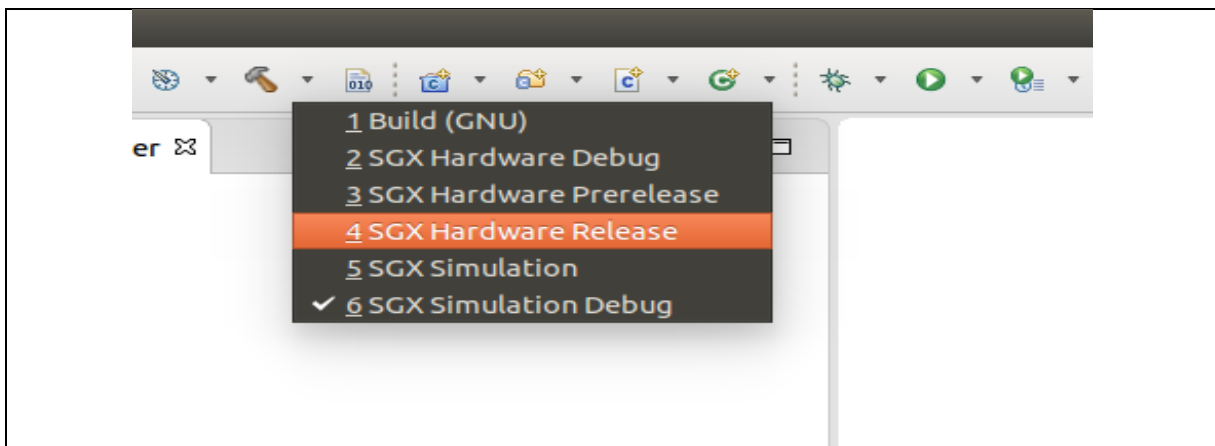 010
er
1 Build (GNU)
2 SGX Hardware Debug
3 SGX Hardware Prerelease
4 SGX Hardware Release
5 SGX Simulation
6 SGX Simulation Debug